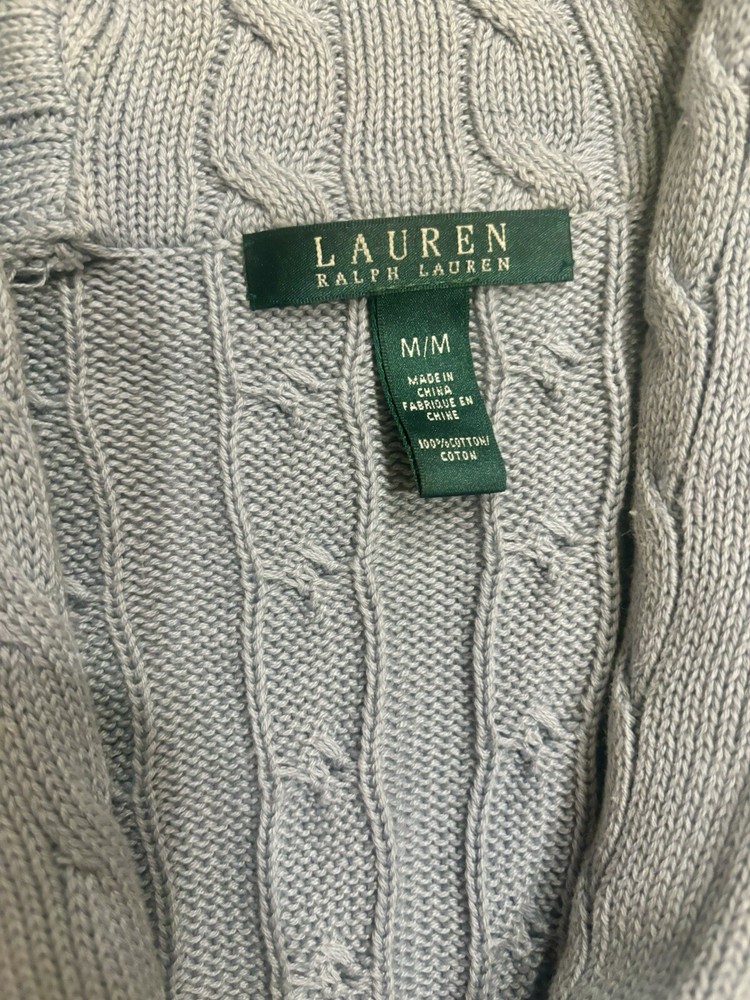 LAUREN
RALPH LAUREN
M/M
MADE IN
CHINA
FABRIQUE EN
CHINE
100%COTTON/
COTON